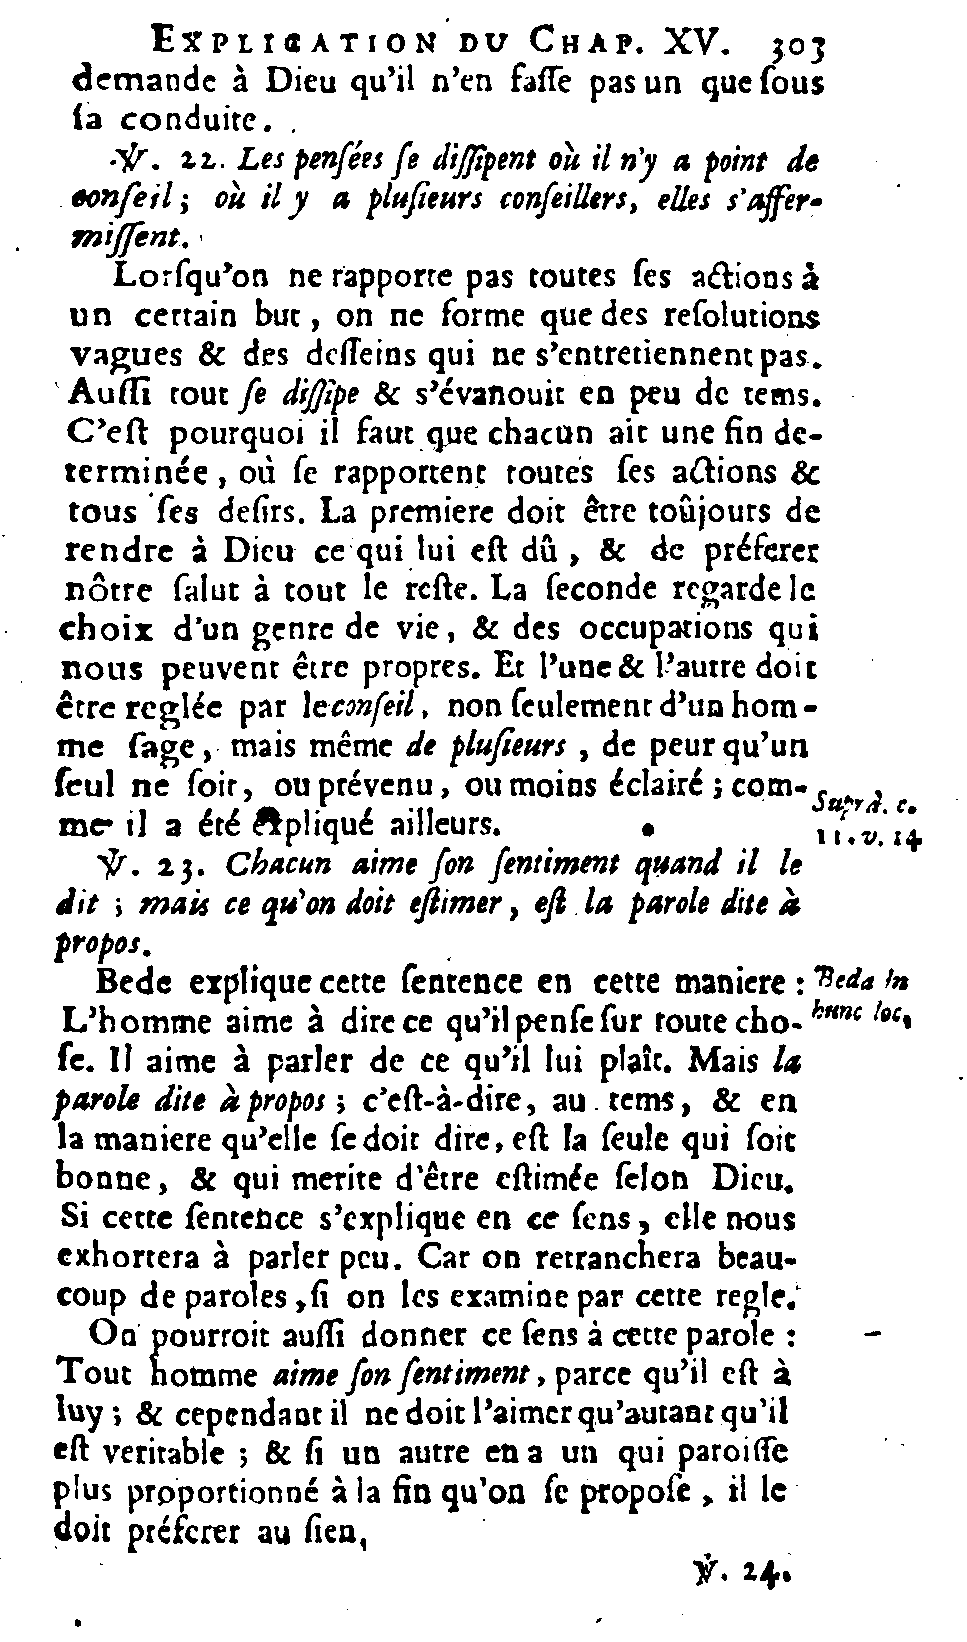 EXPLICATION DU CHAP. XV. 303
demande à Dieu qu'il n'en faſſe pas un que ſous
ſa conduite.
℣. 22. Les penſées ſe diſſipent où il n'y a point de
conſeil ; où il y a pluſieurs conſeillers, elles s'affer-
miſſent.
Lorſqu'on ne rapporte pas toutes ſes actions à
un certain but, on ne forme que des reſolutions
vagues & des deſſeins qui ne s'entretiennent pas.
Auſſi tout ſe diſſipe & s'évanouit en peu de tems.
C'eſt pourquoi il faut que chacun ait une fin de-
terminée, où ſe rapportent toutes ſes actions &
tous ſes deſirs. La premiere doit être toûjours de
rendre à Dieu ce qui lui eſt dû, & de préferer
nôtre ſalut à tout le reſte. La ſeconde regarde le
choix d'un genre de vie, & des occupations qui
nous peuvent être propres. Et l'une & l'autre doit
être reglée par le conſeil, non ſeulement d'un hom-
me ſage, mais même de pluſieurs, de peur qu'un
ſeul ne ſoit, ou prévenu, ou moins éclairé ; com-
me il a été expliqué ailleurs.
Suprà. c.
11. v. 14
℣. 23. Chacun aime ſon ſentiment quand il le
dit ; mais ce qu'on doit eſtimer, eſt la parole dite à
propos.
Bede explique cette ſentence en cette maniere :
Beda in
hunc loc.
L'homme aime à dire ce qu'il penſe ſur toute cho-
ſe. Il aime à parler de ce qu'il lui plaît. Mais la
parole dite à propos ; c'eſt-à-dire, au tems, & en
la maniere qu'elle ſe doit dire, eſt la ſeule qui ſoit
bonne, & qui merite d'être eſtimée ſelon Dieu.
Si cette ſentence s'explique en ce ſens, elle nous
exhortera à parler peu. Car on retranchera beau-
coup de paroles, ſi on les examine par cette regle.
On pourroit auſſi donner ce ſens à cette parole :
Tout homme aime ſon ſentiment, parce qu'il eſt à
luy ; & cependant il ne doit l'aimer qu'autant qu'il
eſt veritable ; & ſi un autre en a un qui paroiſſe
plus proportionné à la fin qu'on ſe propoſe, il le
doit préferer au ſien,
℣. 24.